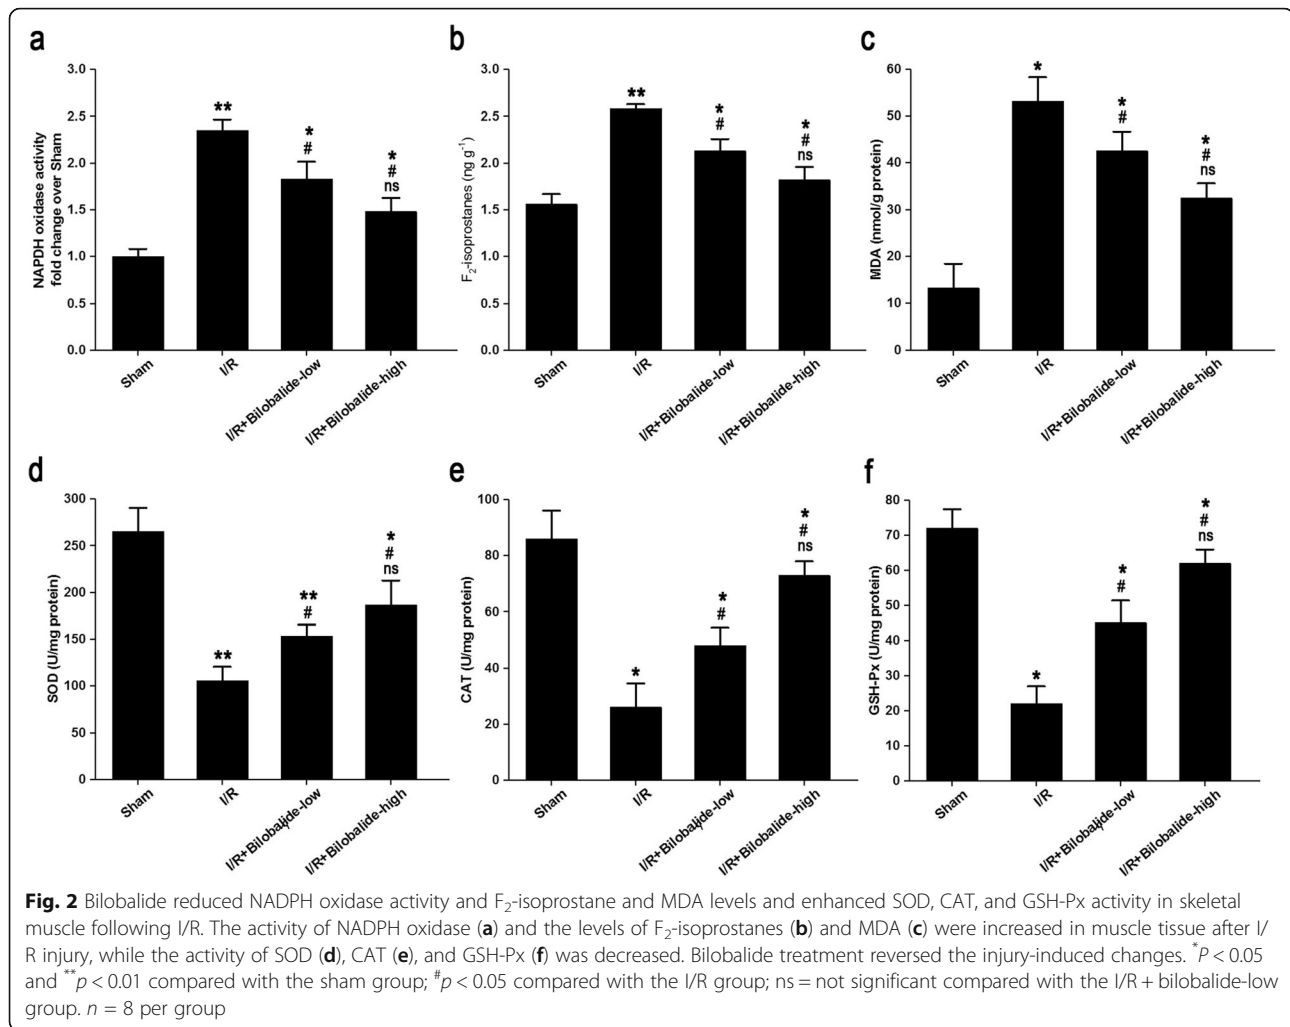 a
NAPDH oxidase activity
fold change over Sham
3.0
2.5
2.0
1.5
1.0
0.5
0.0
**
*
#
*
#
ns
Sham
I/R
I/R+Bilobalide-low
I/R+Bilobalide-high
b
F₂-isoprostanes (ng g⁻¹)
3.0
2.5
2.0
1.5
1.0
0.5
0.0
**
*
#
*
#
ns
Sham
I/R
I/R+Bilobalide-low
I/R+Bilobalide-high
c
MDA (nmol/g protein)
60
50
40
30
20
10
0
*
*
#
*
#
ns
Sham
I/R
I/R+Bilobalide-low
I/R+Bilobalide-high
d
SOD (U/mg protein)
300
250
200
150
100
50
0
**
**
#
*
#
ns
Sham
I/R
I/R+Bilobalide-low
I/R+Bilobalide-high
e
CAT (U/mg protein)
100
80
60
40
20
0
*
*
#
*
#
ns
Sham
I/R
I/R+Bilobalide-low
I/R+Bilobalide-high
f
GSH-Px (U/mg protein)
80
70
60
50
40
30
20
10
0
*
*
#
*
#
ns
Sham
I/R
I/R+Bilobalide-low
I/R+Bilobalide-high
Fig. 2 Bilobalide reduced NADPH oxidase activity and F₂-isoprostane and MDA levels and enhanced SOD, CAT, and GSH-Px activity in skeletal
muscle following I/R. The activity of NADPH oxidase (a) and the levels of F₂-isoprostanes (b) and MDA (c) were increased in muscle tissue after I/
R injury, while the activity of SOD (d), CAT (e), and GSH-Px (f) was decreased. Bilobalide treatment reversed the injury-induced changes. *P < 0.05
and **p < 0.01 compared with the sham group; #p < 0.05 compared with the I/R group; ns = not significant compared with the I/R + bilobalide-low
group. n = 8 per group